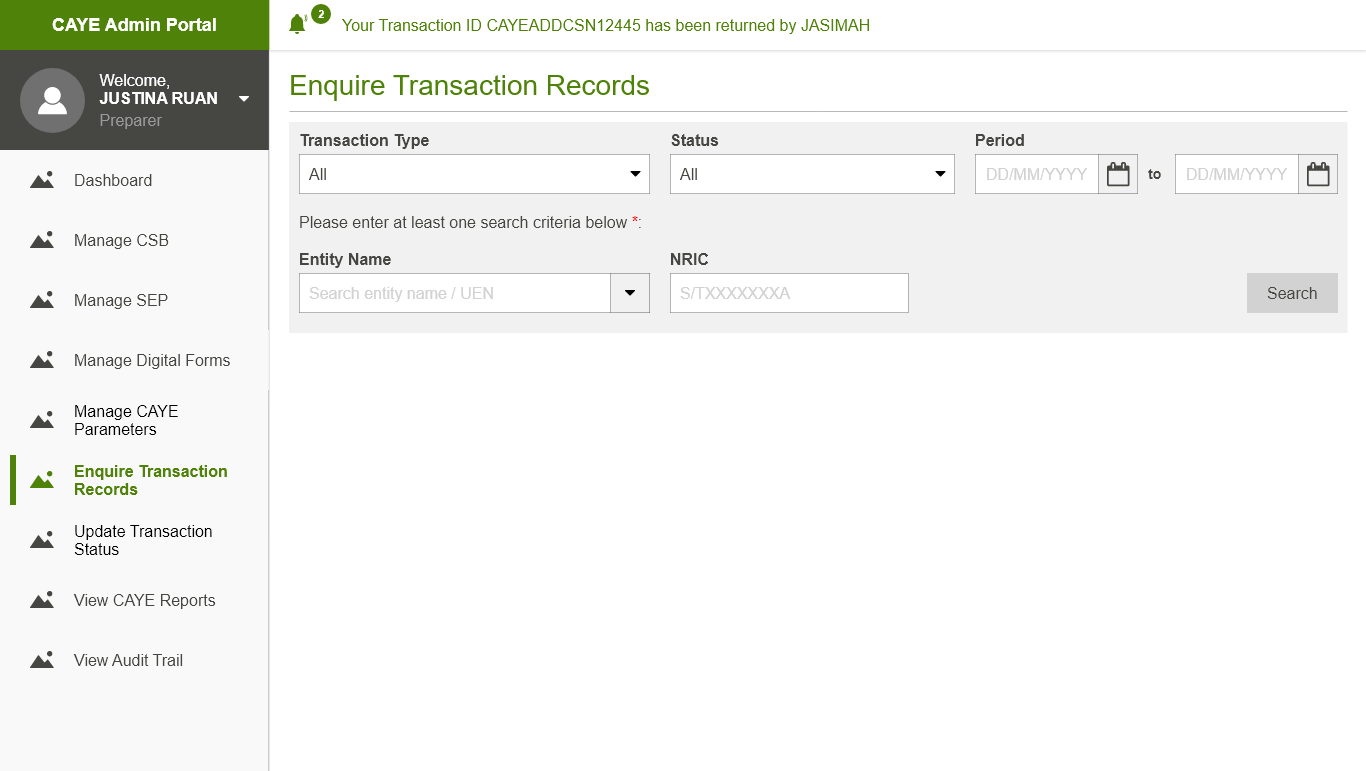 CAYE Admin Portal
2
Your Transaction ID CAYEADDCSN12445 has been returned by JASIMAH
Welcome,
JUSTINA RUAN
Preparer
Dashboard
Manage CSB
Manage SEP
Manage Digital Forms
Manage CAYE
Parameters
Enquire Transaction
Records
Update Transaction
Status
View CAYE Reports
View Audit Trail
Enquire Transaction Records
Transaction Type
Status
Period
All
All
DD/MM/YYYY
to
DD/MM/YYYY
Please enter at least one search criteria below *:
Entity Name
NRIC
Search entity name / UEN
S/TXXXXXXXA
Search